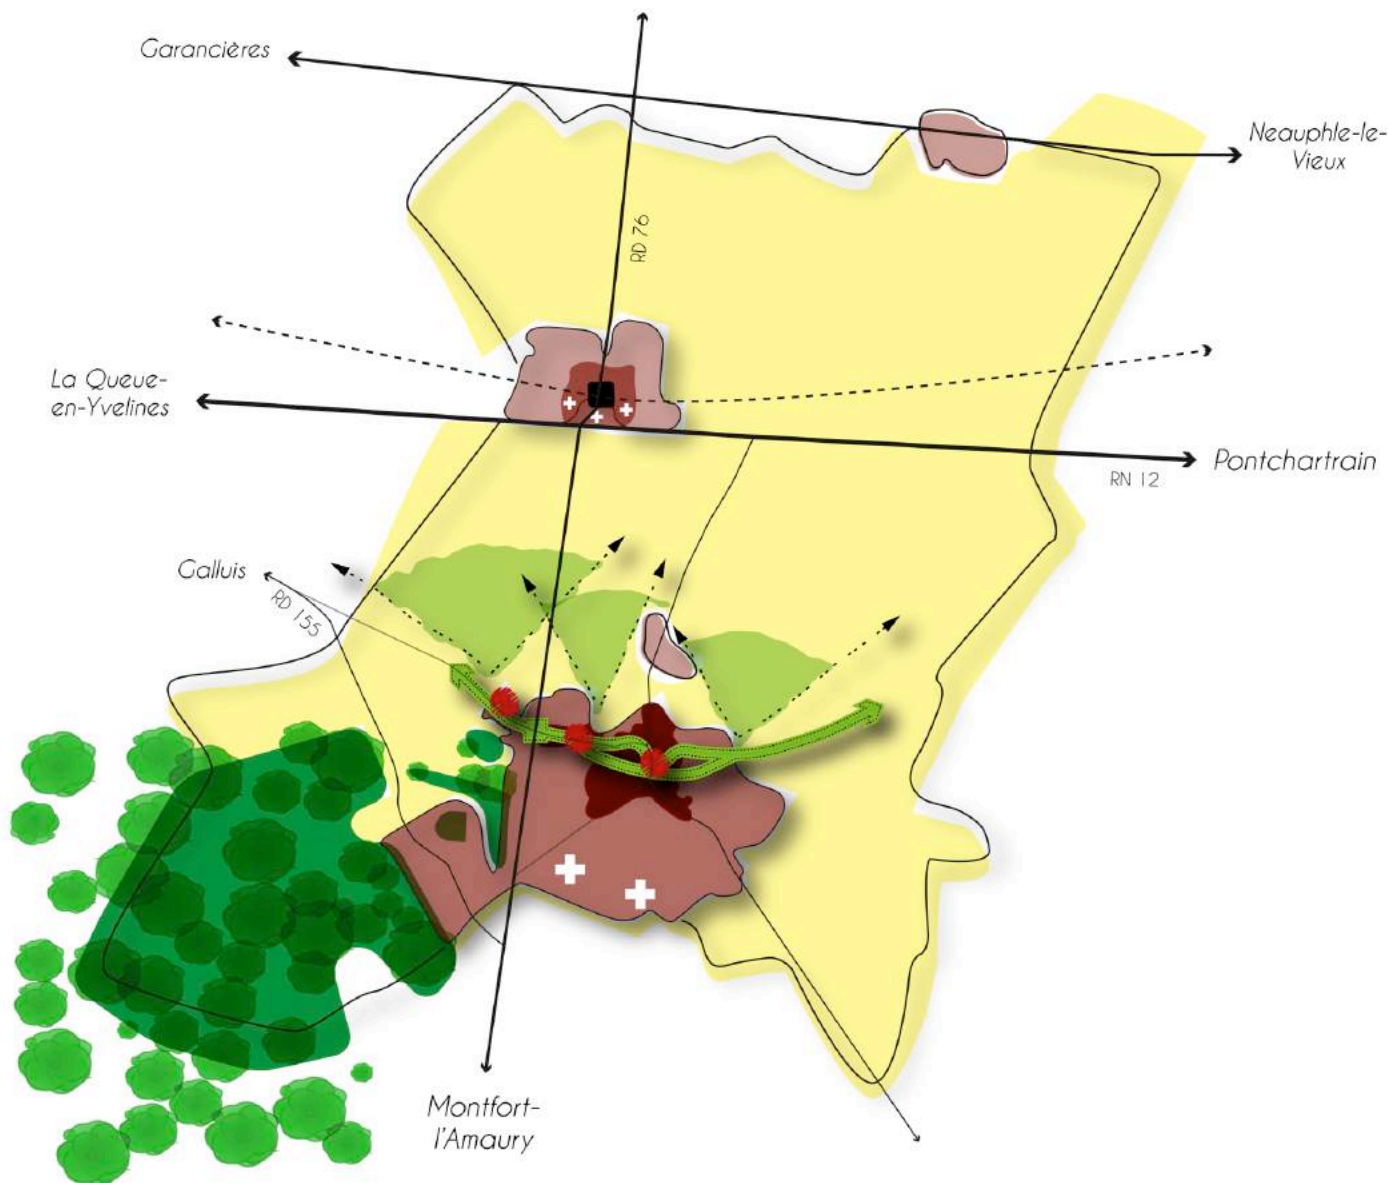 Garancières
Neauphle-le-
Vieux
RD 76
La Queue-
en-Yvelines
Pontchartrain
RN 12
Galluis
RD 155
Montfort-
l'Amaury